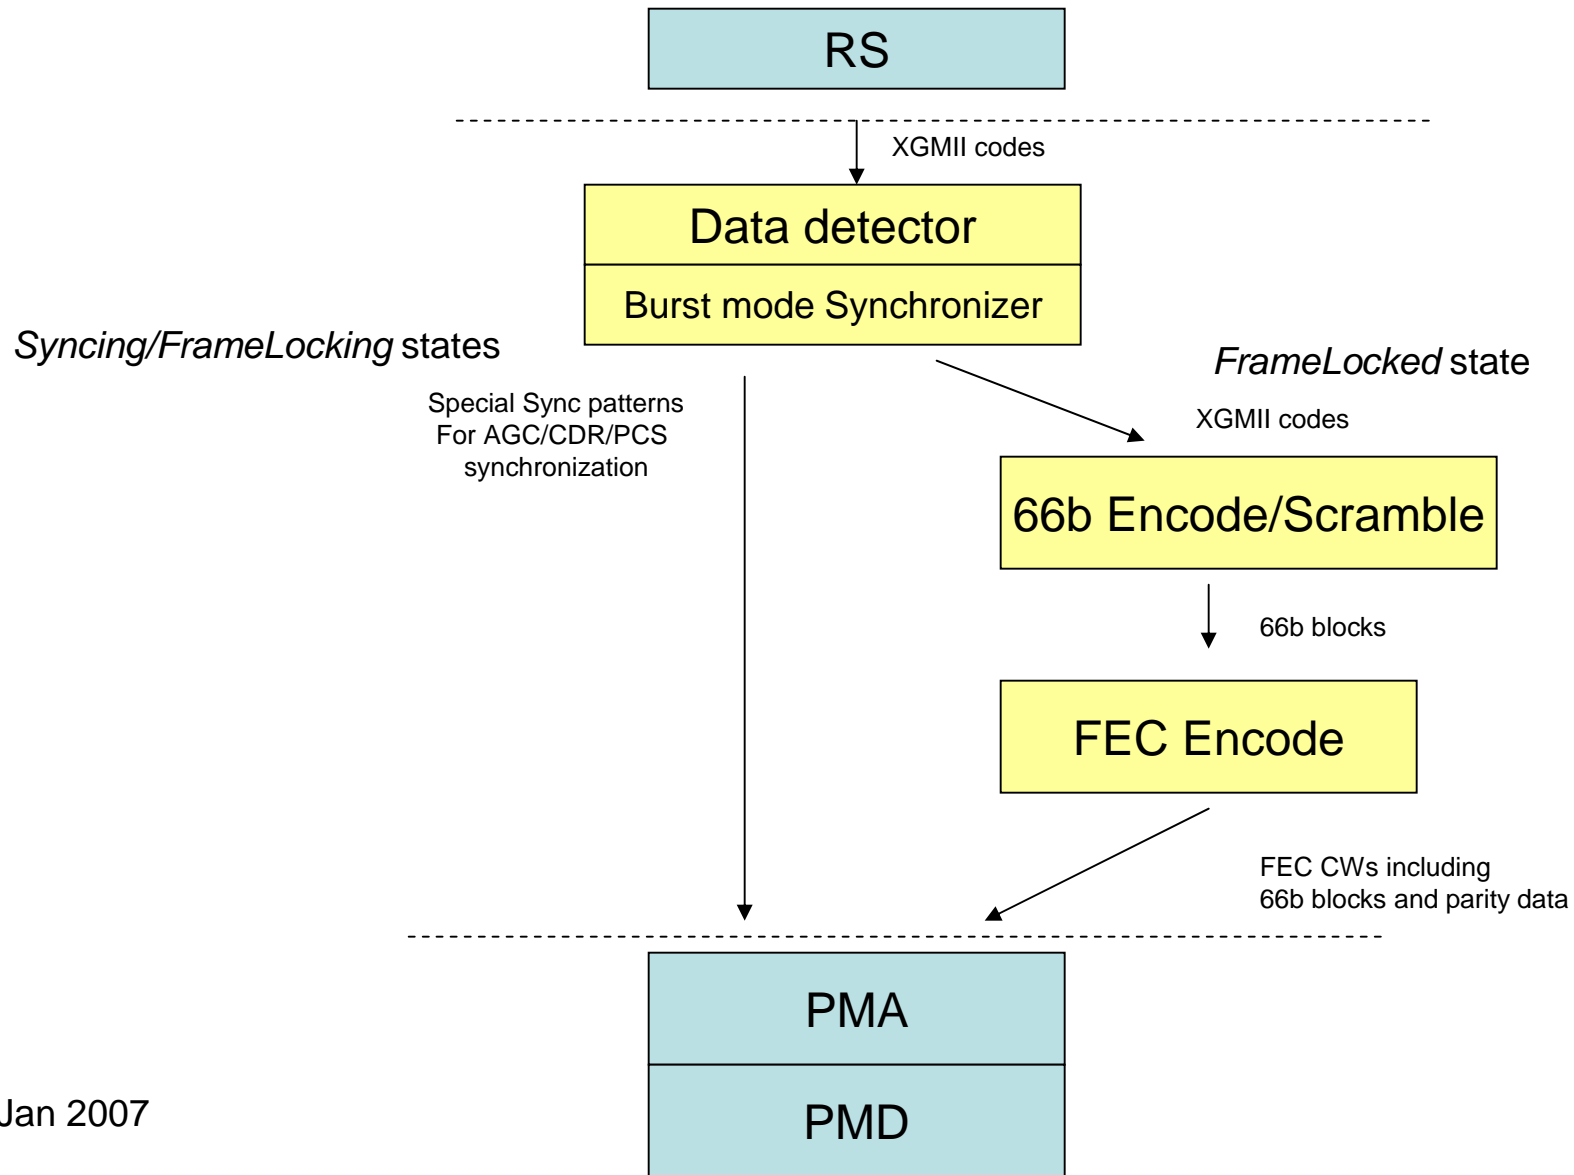 RS
XGMII codes
Data detector
Burst mode Synchronizer
Syncing/FrameLocking states
FrameLocked state
Special Sync patterns
For AGC/CDR/PCS
synchronization
XGMII codes
66b Encode/Scramble
66b blocks
FEC Encode
FEC CWs including
66b blocks and parity data
PMA
PMD
Jan 2007